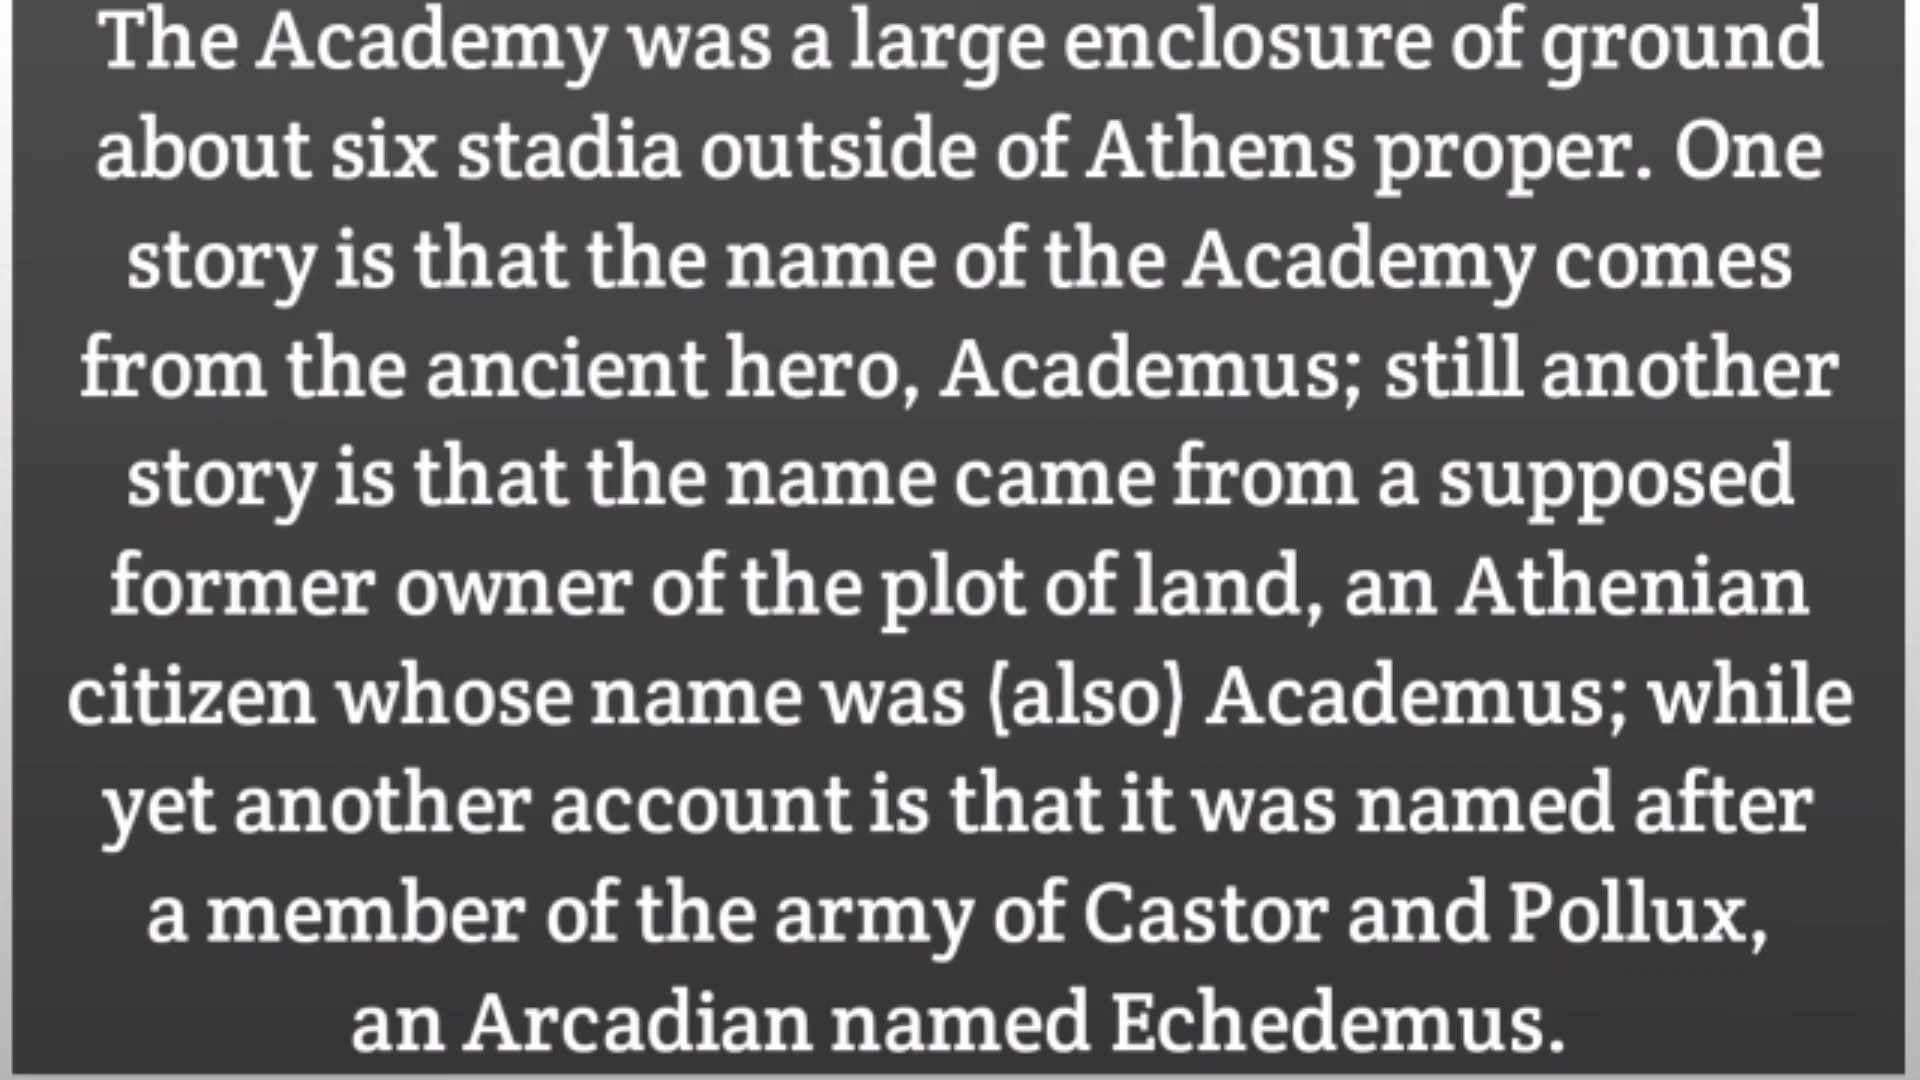 The Academy was a large enclosure of ground
about six stadia outside of Athens proper. One
story is that the name of the Academy comes
from the ancient hero, Academus; still another
story is that the name came from a supposed
former owner of the plot of land, an Athenian
citizen whose name was (also) Academus; while
yet another account is that it was named after
a member of the army of Castor and Pollux,
an Arcadian named Echedemus.